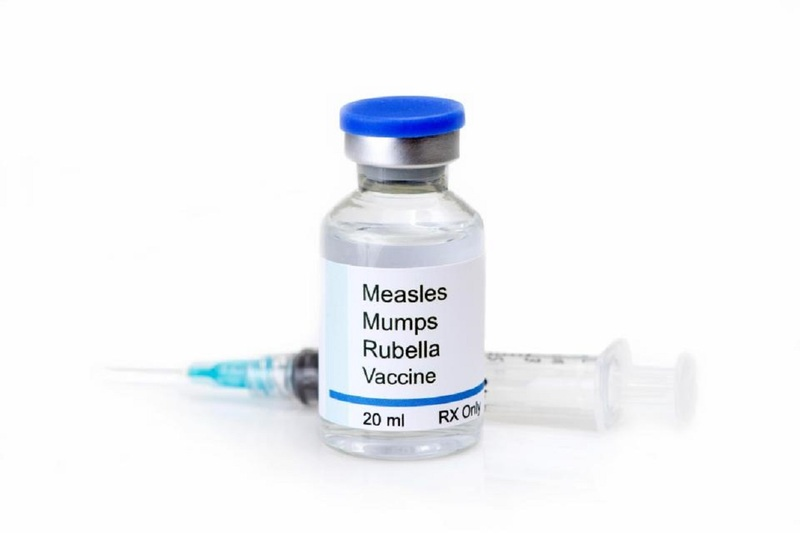 Measles
Mumps
Rubella
Vaccine
20 ml RX Only